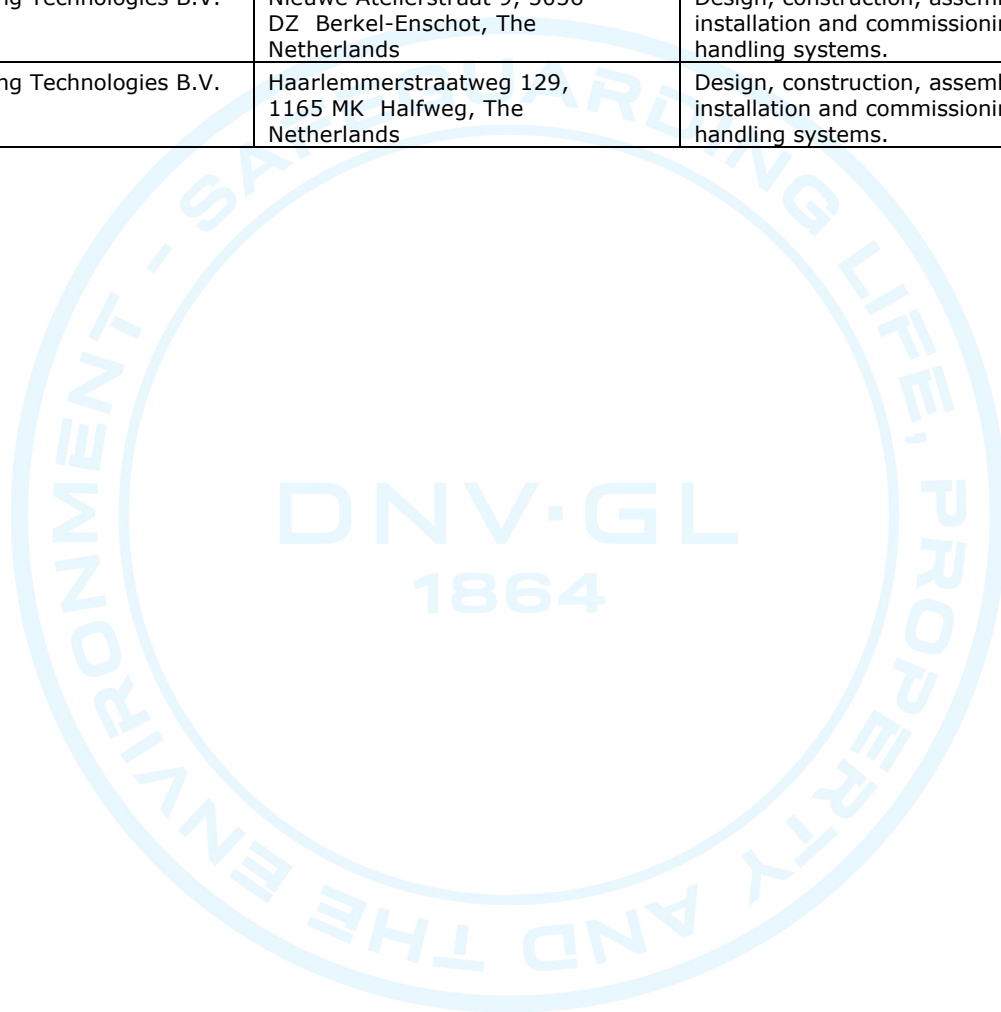 ng Technologies B.V.
Nieuwe Atelierstraat 9, 5056
DZ Berkel-Enschot, The
Netherlands
Design, construction, assembl
installation and commissionin
handling systems.
ng Technologies B.V.
Haarlemmerstraatweg 129,
1165 MK Halfweg, The
Netherlands
Design, construction, assembl
installation and commissionin
handling systems.
SAFEGUARDING LIFE, PROPERTY AND THE ENVIRONMENT -
DNV·GL
1864